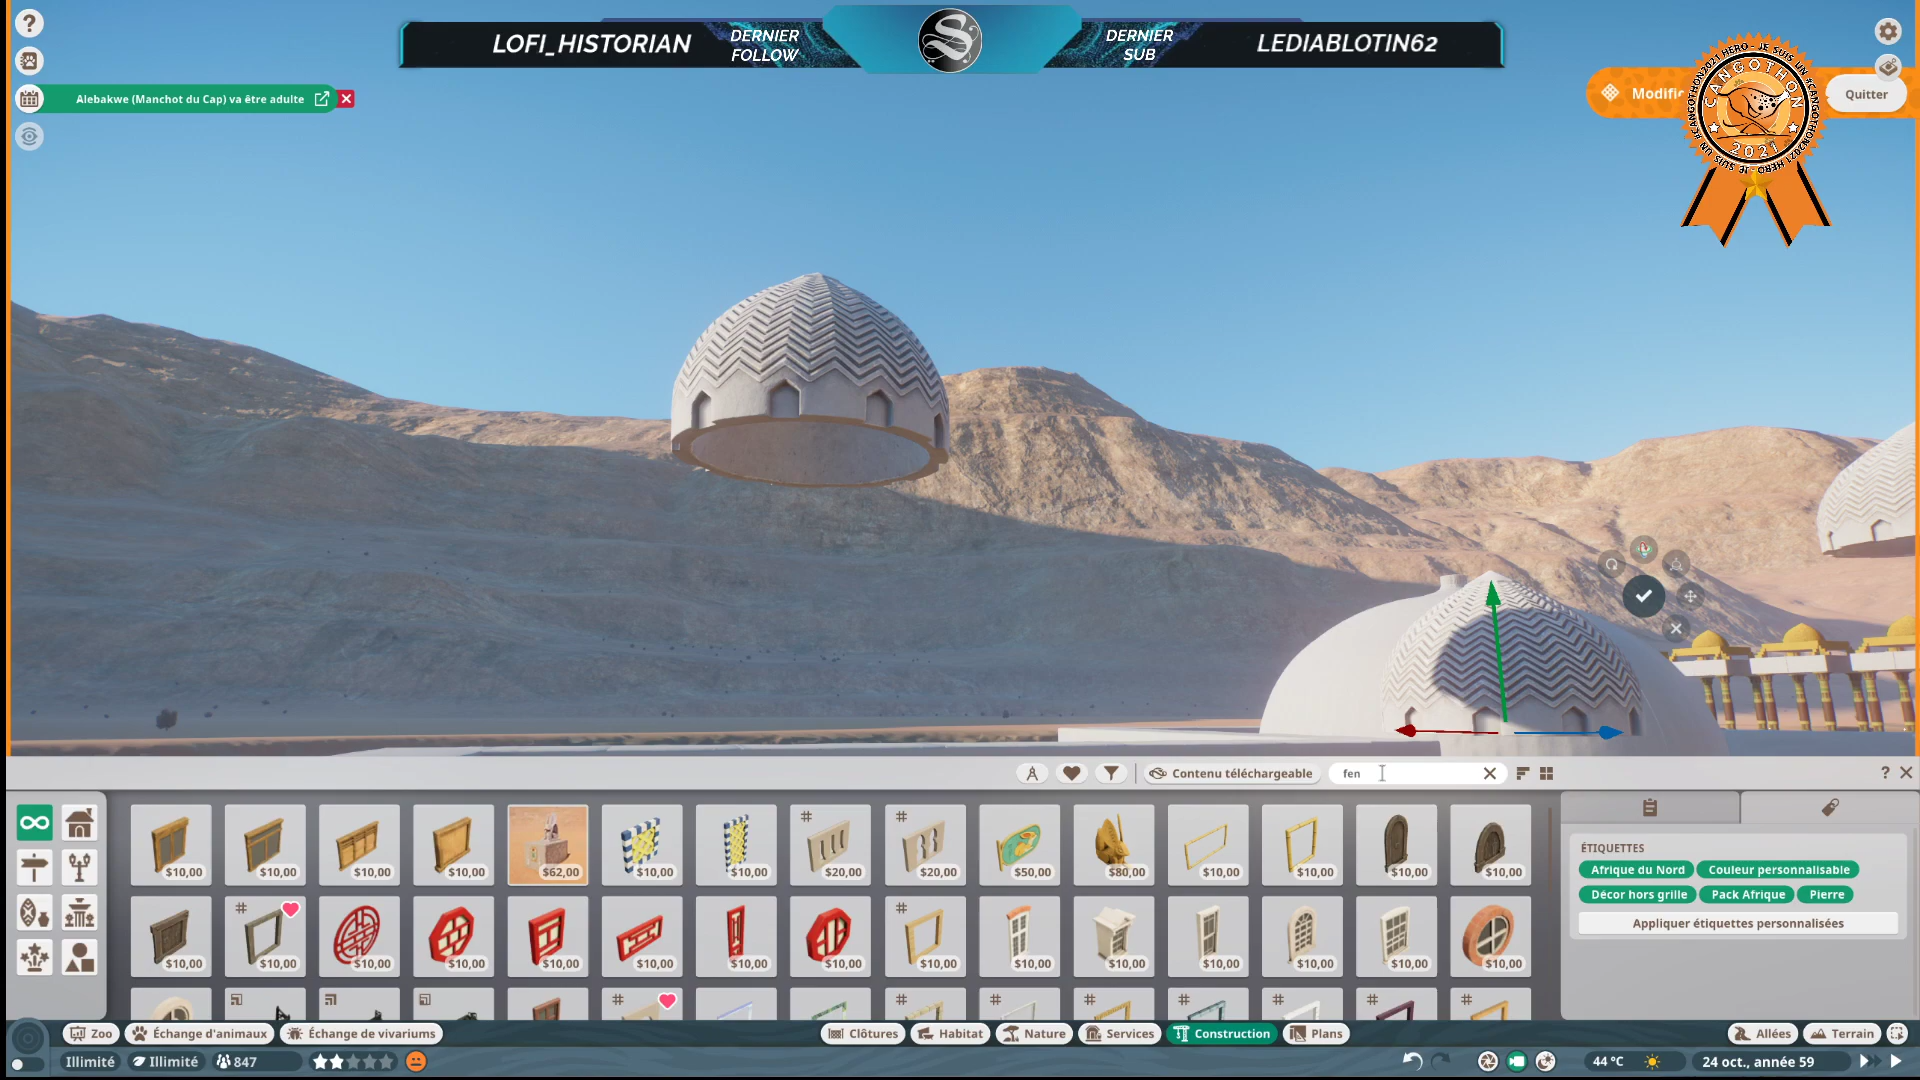 LOFI_HISTORIAN
DERNIER
FOLLOW
DERNIER
SUB
LEDIABLOTIN62
?
Alebakwe (Manchot du Cap) va être adulte
Quitter
CANGOTHON
2021
#CANGOTHON2021 HERO - JE SUIS UN
Contenu téléchargeable
fen
?
$10,00 $10,00 $10,00 $10,00 $62,00 $10,00 $10,00 $20,00 $20,00 $50,00 $80,00 $10,00 $10,00 $10,00 $10,00
$10,00 $10,00 $10,00 $10,00 $10,00 $10,00 $10,00 $10,00 $10,00 $10,00 $10,00 $10,00 $10,00 $10,00 $10,00
ÉTIQUETTES
Afrique du Nord Couleur personnalisable
Décor hors grille Pack Afrique Pierre
Appliquer étiquettes personnalisées
Zoo Échange d'animaux Échange de vivariums Clôtures Habitat Nature Services Construction Plans Allées Terrain
Illimité Illimité 847 44 °C 24 oct., année 59